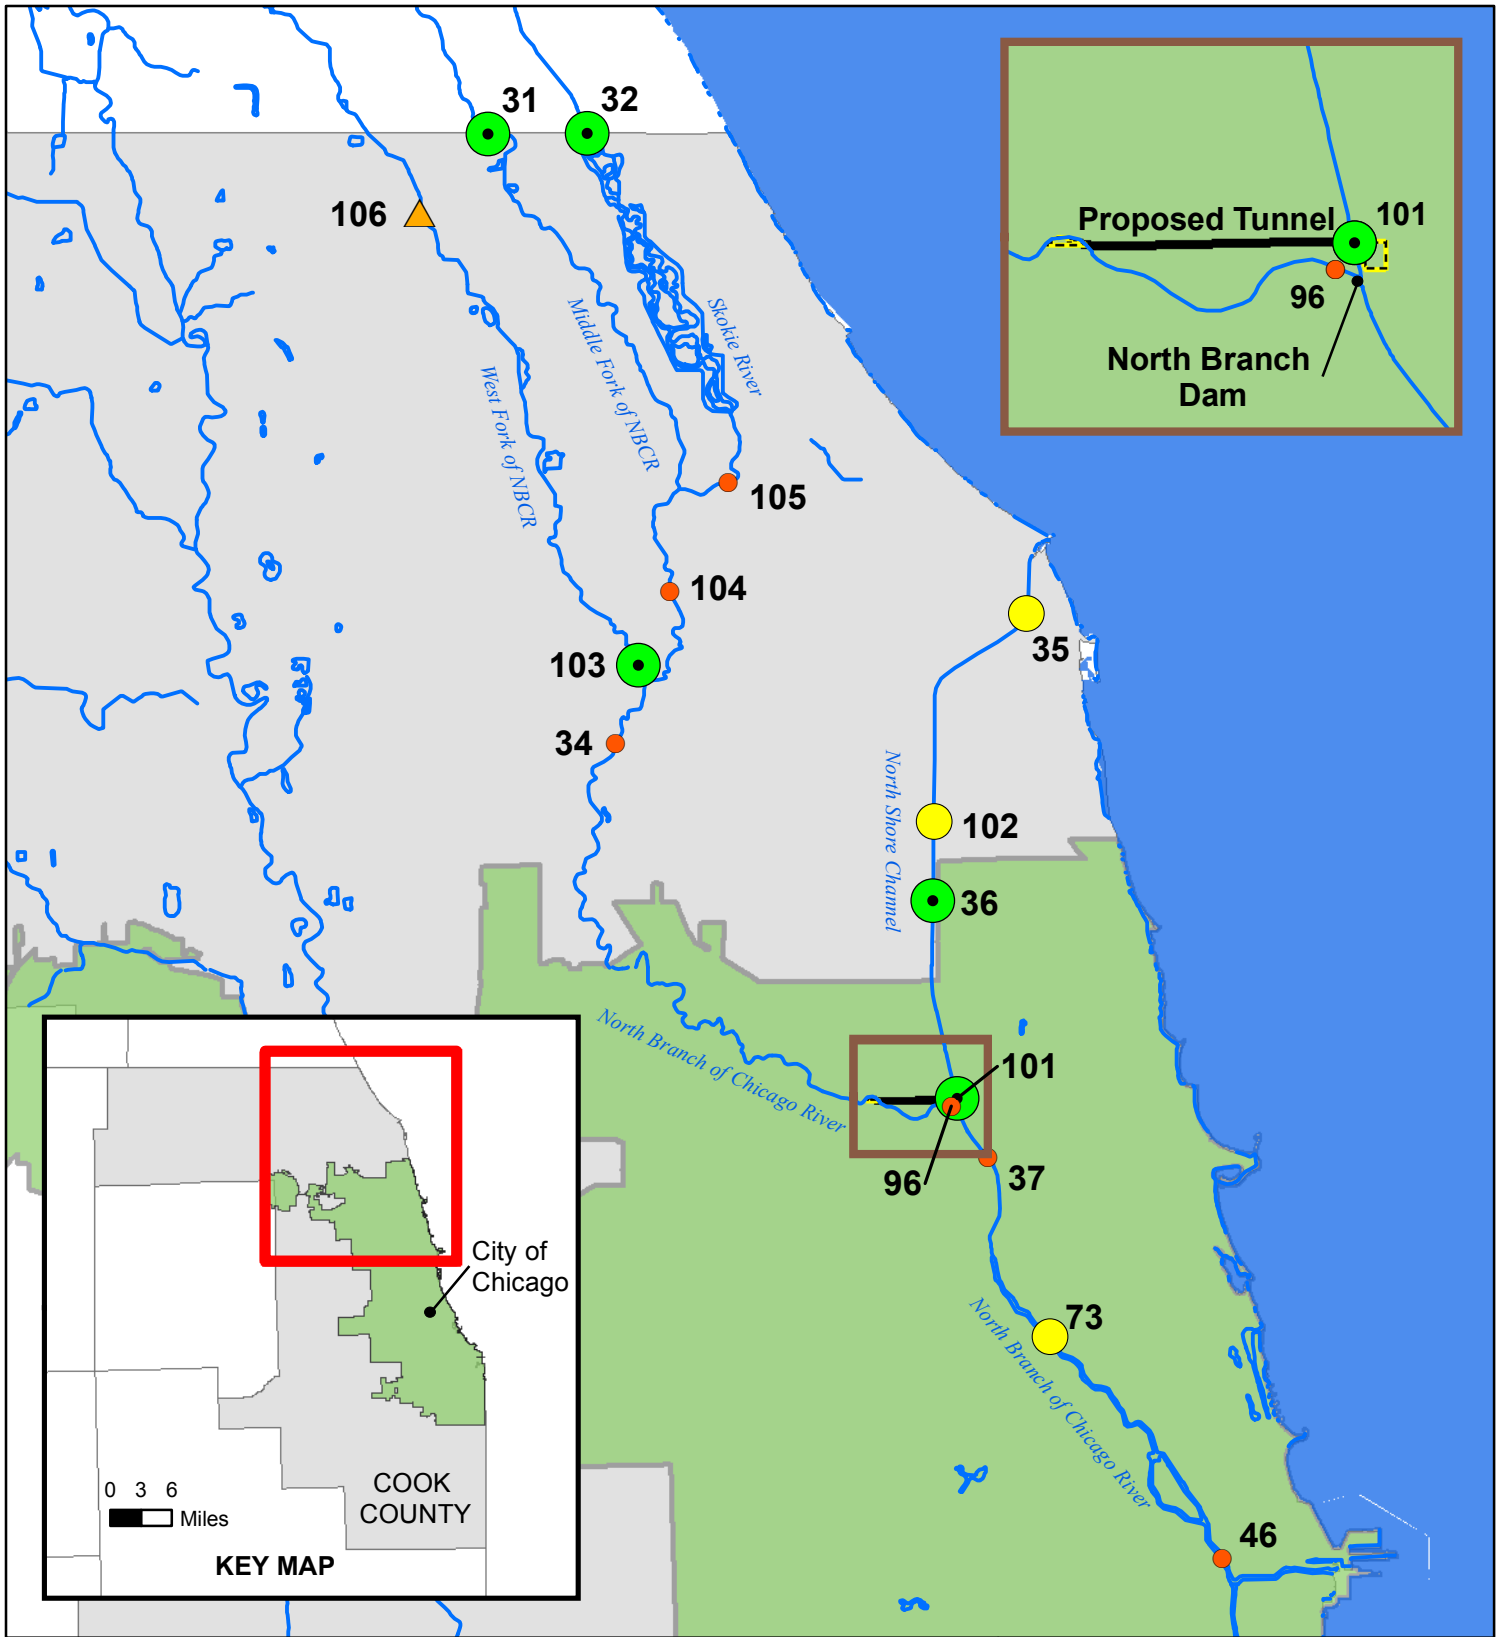 31
32
106
Proposed Tunnel
101
96
North Branch
Dam
Skokie River
Middle Fork of NBCR
West Fork of NBCR
105
104
35
103
34
North Shore Channel
102
36
North Branch of Chicago River
101
96
37
73
North Branch of Chicago River
46
City of
Chicago
0 3 6
Miles
COOK
COUNTY
KEY MAP